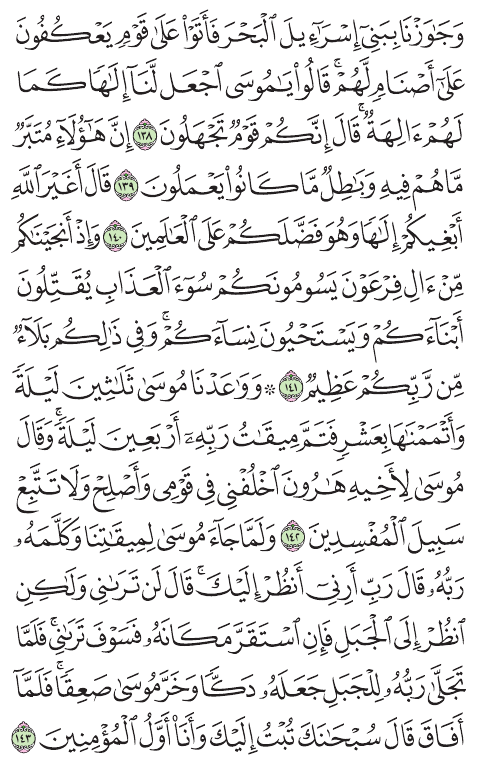 وَجَٰوَزْنَا بِبَنِىٓ إِسْرَٰٓءِيلَ ٱلْبَحْرَ فَأَتَوْا۟ عَلَىٰ قَوْمٍ يَعْكُفُونَ
عَلَىٰٓ أَصْنَامٍ لَّهُمْ ۚ قَالُوا۟ يَٰمُوسَى ٱجْعَل لَّنَآ إِلَٰهًا كَمَا
لَهُمْ ءَالِهَةٌ ۚ قَالَ إِنَّكُمْ قَوْمٌ تَجْهَلُونَ ١٣٨ إِنَّ هَٰٓؤُلَآءِ مُتَبَّرٌ
مَّا هُمْ فِيهِ وَبَٰطِلٌ مَّا كَانُوا۟ يَعْمَلُونَ ١٣٩ قَالَ أَغَيْرَ ٱللَّهِ
أَبْغِيكُمْ إِلَٰهًا وَهُوَ فَضَّلَكُمْ عَلَى ٱلْعَٰلَمِينَ ١٤٠ وَإِذْ أَنجَيْنَٰكُم
مِّنْ ءَالِ فِرْعَوْنَ يَسُومُونَكُمْ سُوٓءَ ٱلْعَذَابِ يُقَتِّلُونَ
أَبْنَآءَكُمْ وَيَسْتَحْيُونَ نِسَآءَكُمْ ۚ وَفِى ذَٰلِكُم بَلَآءٌ
مِّن رَّبِّكُمْ عَظِيمٌ ١٤١ ۞ وَوَٰعَدْنَا مُوسَىٰ ثَلَٰثِينَ لَيْلَةً
وَأَتْمَمْنَٰهَا بِعَشْرٍ فَتَمَّ مِيقَٰتُ رَبِّهِۦٓ أَرْبَعِينَ لَيْلَةً ۚ وَقَالَ
مُوسَىٰ لِأَخِيهِ هَٰرُونَ ٱخْلُفْنِى فِى قَوْمِى وَأَصْلِحْ وَلَا تَتَّبِعْ
سَبِيلَ ٱلْمُفْسِدِينَ ١٤٢ وَلَمَّا جَآءَ مُوسَىٰ لِمِيقَٰتِنَا وَكَلَّمَهُۥ
رَبُّهُۥ قَالَ رَبِّ أَرِنِىٓ أَنظُرْ إِلَيْكَ ۚ قَالَ لَن تَرَىٰنِى وَلَٰكِنِ
ٱنظُرْ إِلَى ٱلْجَبَلِ فَإِنِ ٱسْتَقَرَّ مَكَانَهُۥ فَسَوْفَ تَرَىٰنِى ۚ فَلَمَّا
تَجَلَّىٰ رَبُّهُۥ لِلْجَبَلِ جَعَلَهُۥ دَكًّا وَخَرَّ مُوسَىٰ صَعِقًا ۚ فَلَمَّآ
أَفَاقَ قَالَ سُبْحَٰنَكَ تُبْتُ إِلَيْكَ وَأَنَا۠ أَوَّلُ ٱلْمُؤْمِنِينَ ١٤٣